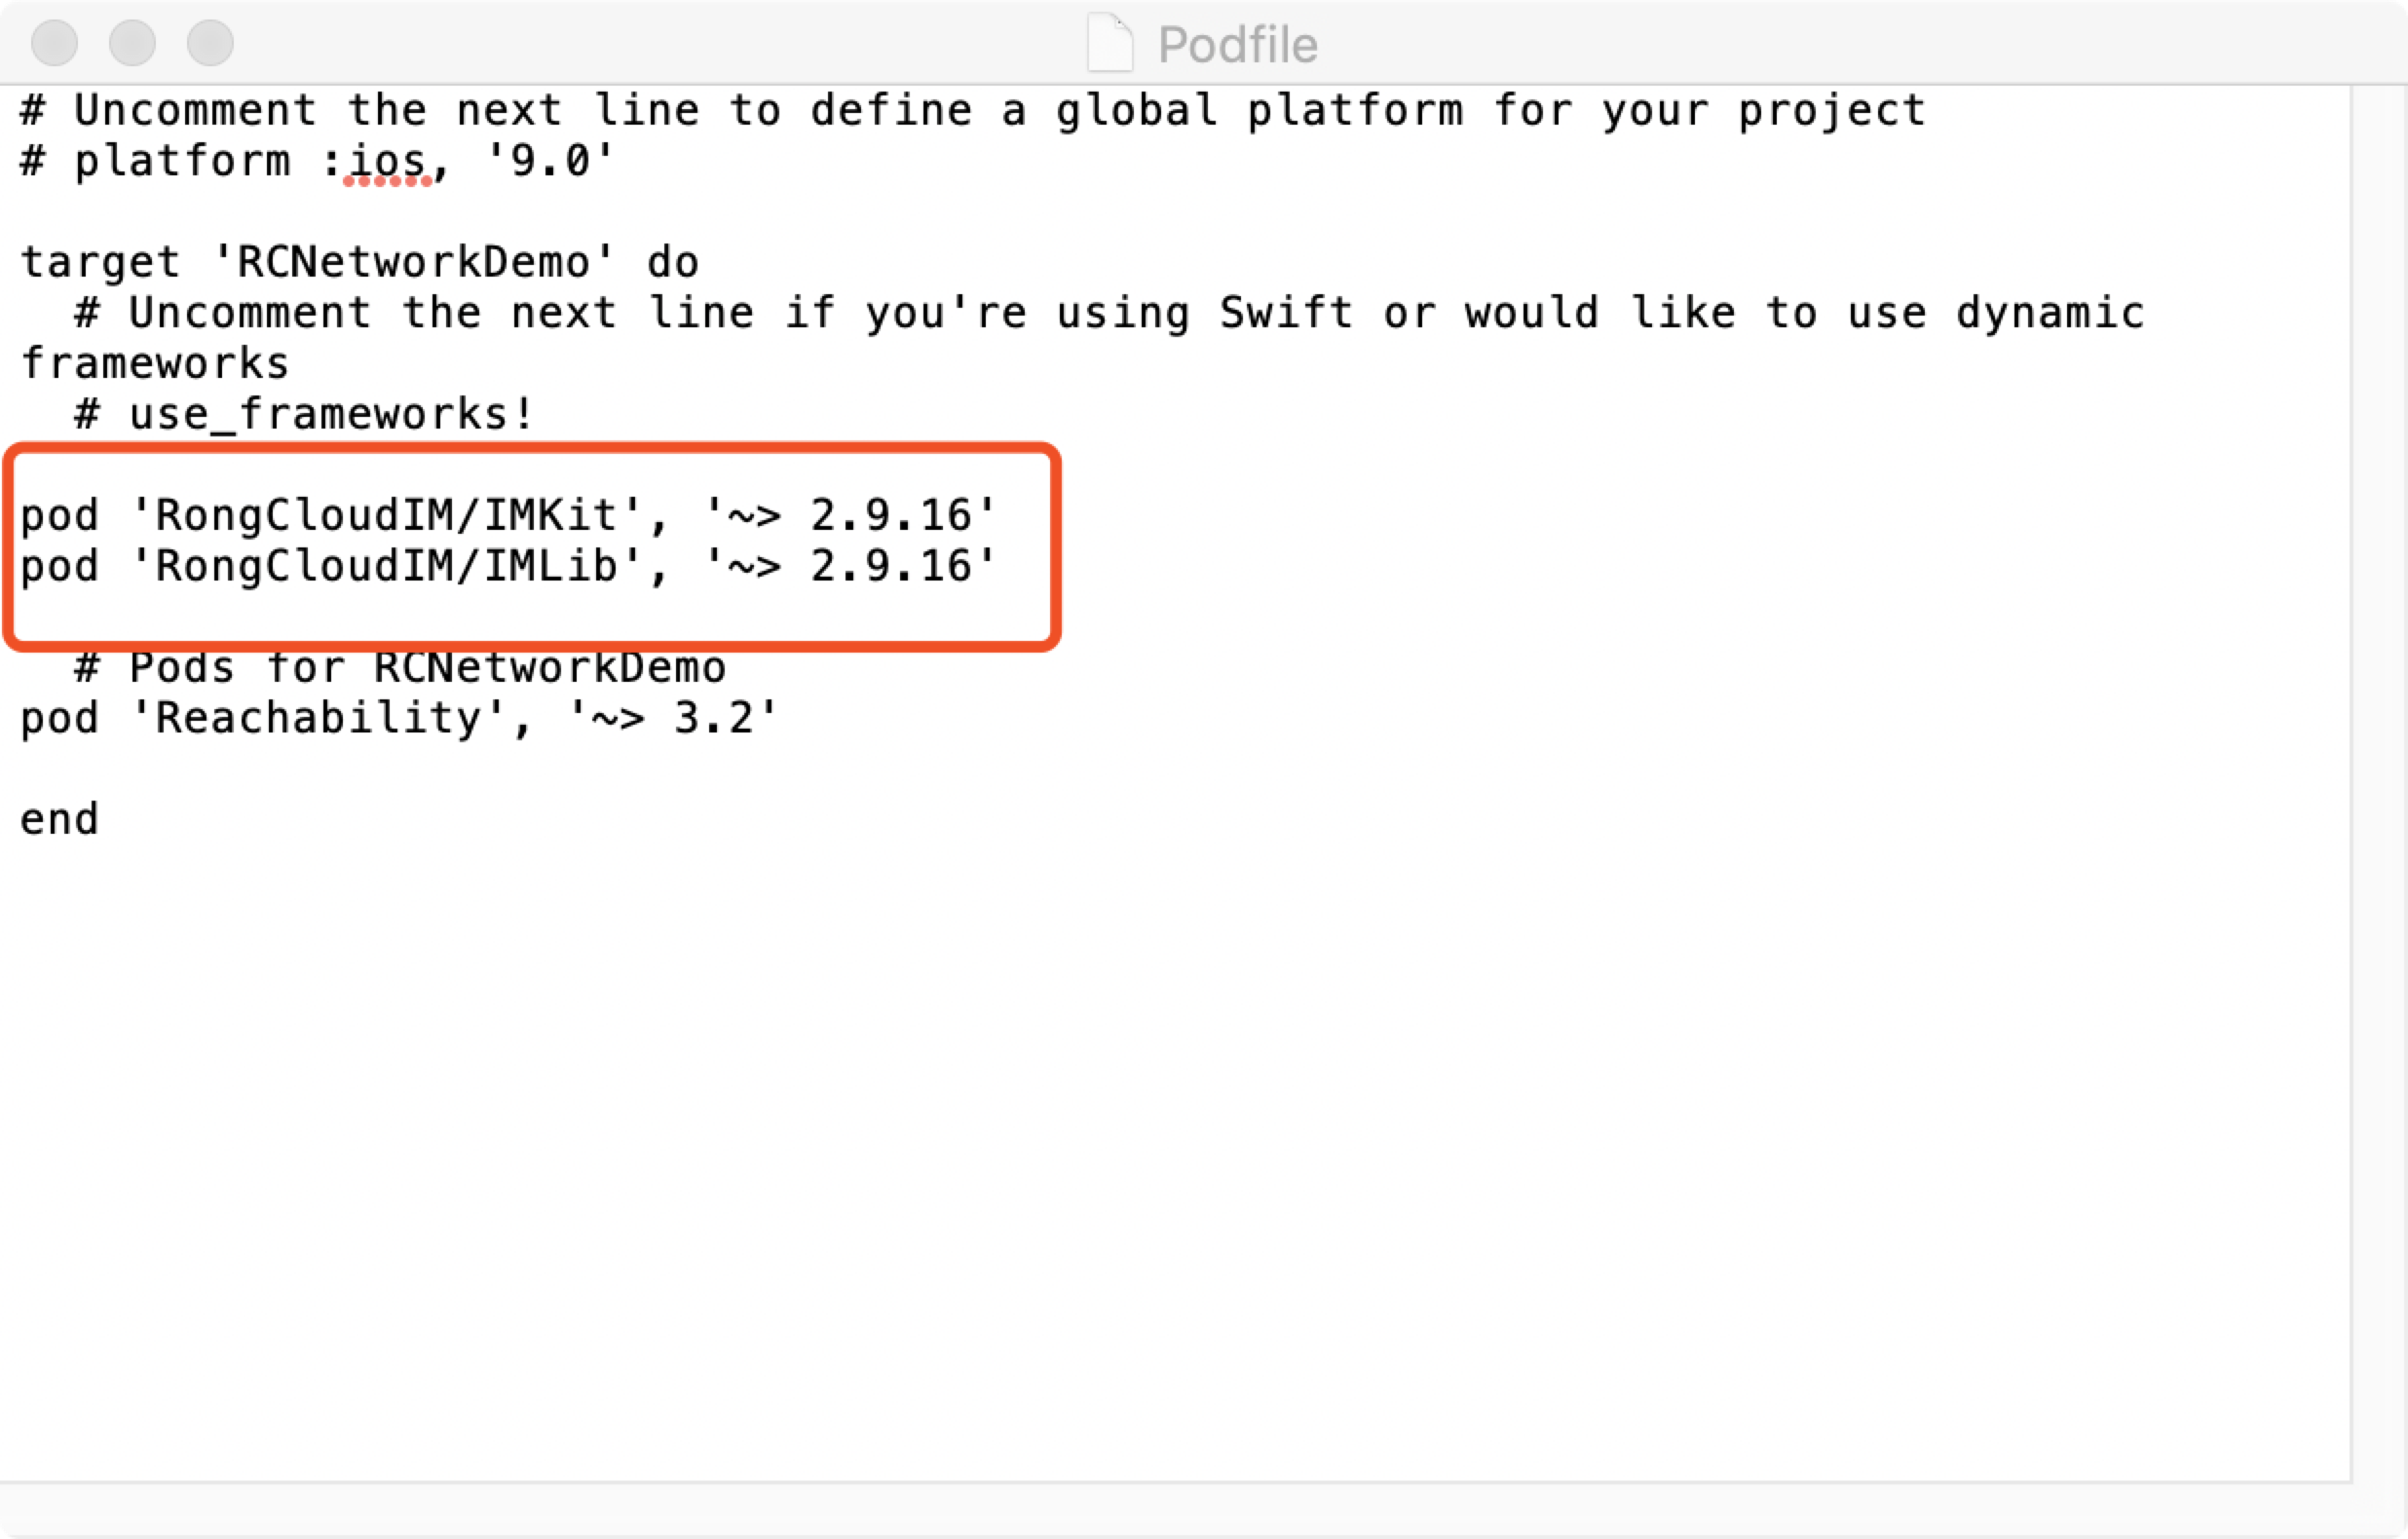 Podfile
# Uncomment the next line to define a global platform for your project
# platform :ios, '9.0'
target 'RCNetworkDemo' do
# Uncomment the next line if you're using Swift or would like to use dynamic
frameworks
# use_frameworks!
pod 'RongCloudIM/IMKit', '~> 2.9.16'
pod 'RongCloudIM/IMLib', '~> 2.9.16'
# Pods for RCNetworkDemo
pod 'Reachability', '~> 3.2'
end